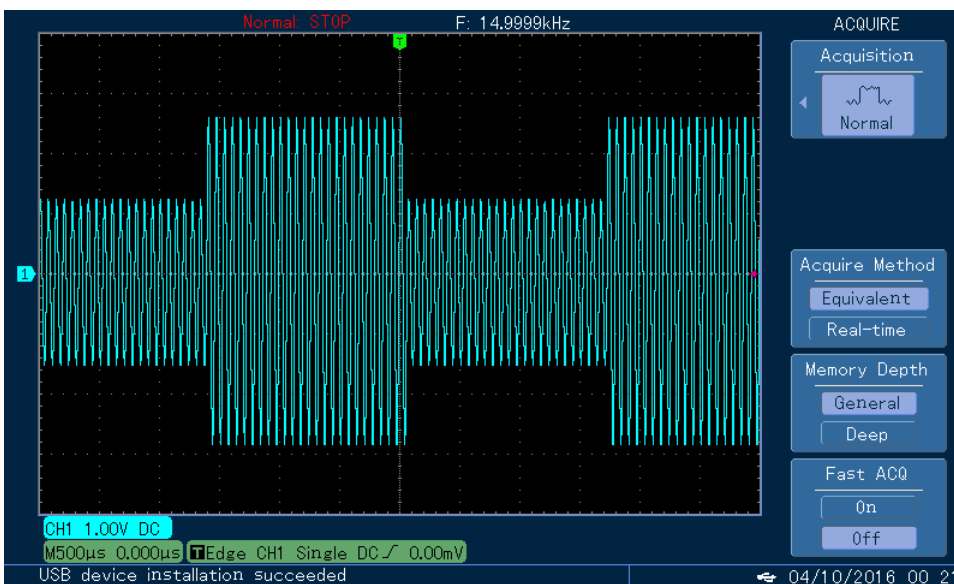 Normal: STOP
F: 14.9999kHz
ACQUIRE
T
Acquisition
Normal
1
Acquire Method
Equivalent
Real-time
Memory Depth
General
Deep
Fast ACQ
On
Off
CH1 1.00V DC
M500µs 0.000µs TEdge CH1 Single DC 0.00mV
USB device installation succeeded
04/10/2016 00